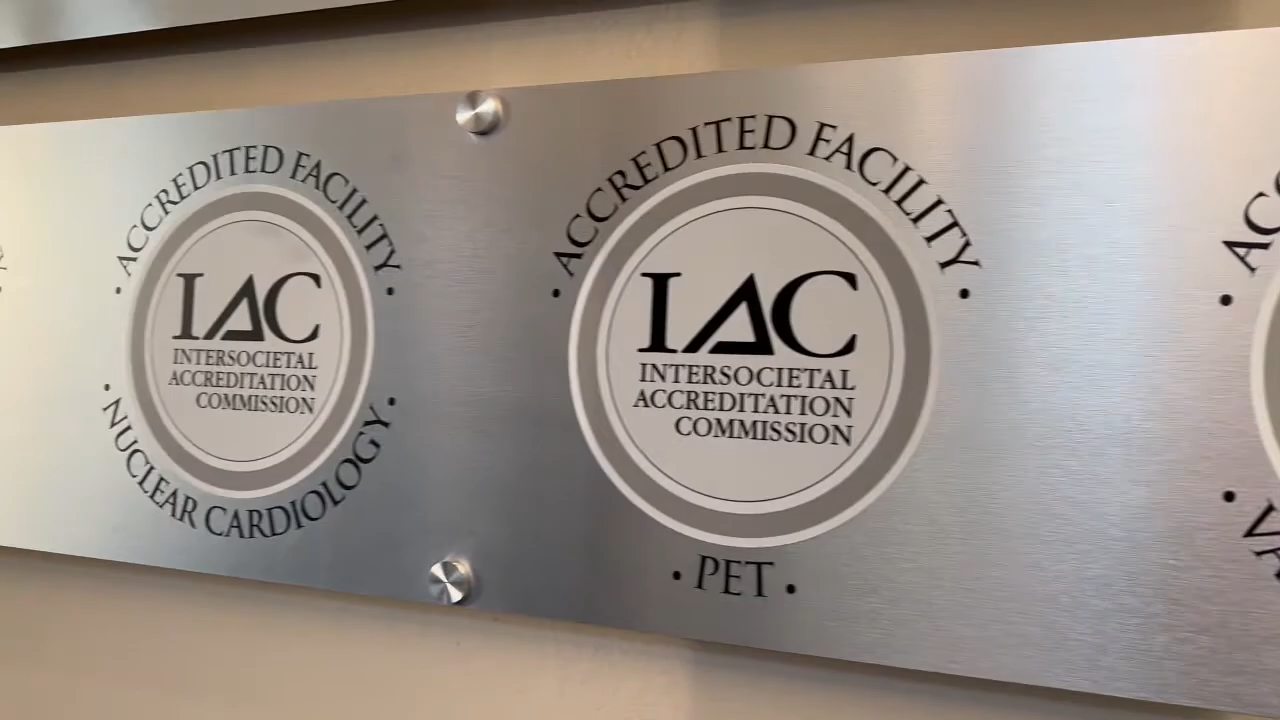 ACCREDITED FACILITY
IAC
INTERSOCIETAL
ACCREDITATION
COMMISSION
NUCLEAR CARDIOLOGY
ACCREDITED FACILITY
IAC
INTERSOCIETAL
ACCREDITATION
COMMISSION
• PET •